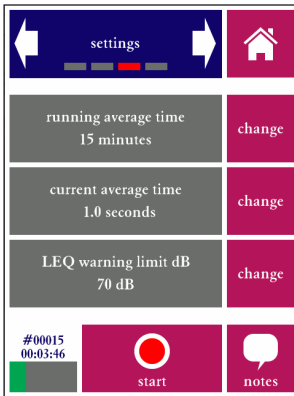 settings
running average time
15 minutes
change
current average time
1.0 seconds
change
LEQ warning limit dB
70 dB
change
#00015
00:03:46
start
notes